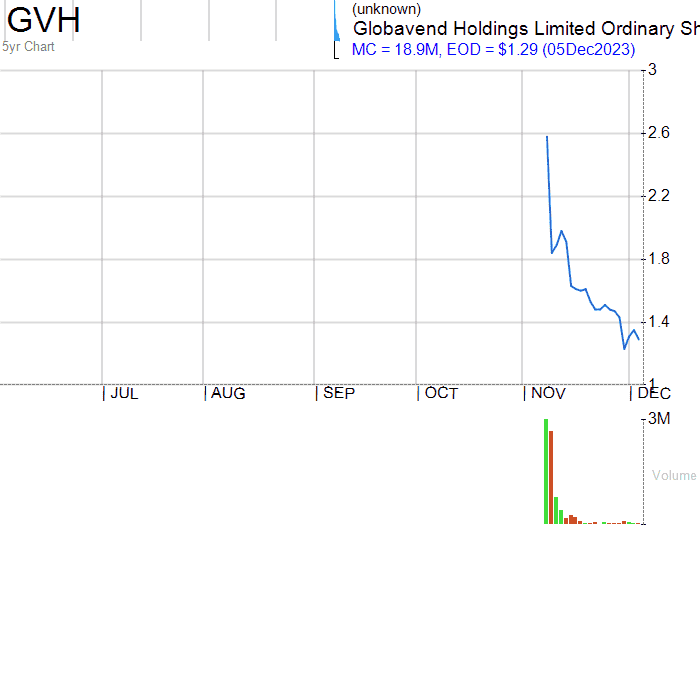 GVH
5yr Chart
(unknown)
Globavend Holdings Limited Ordinary Sh
MC = 18.9M, EOD = $1.29 (05Dec2023)
3
2.6
2.2
1.8
1.4
1
JUL AUG SEP OCT NOV DEC
3M
Volume